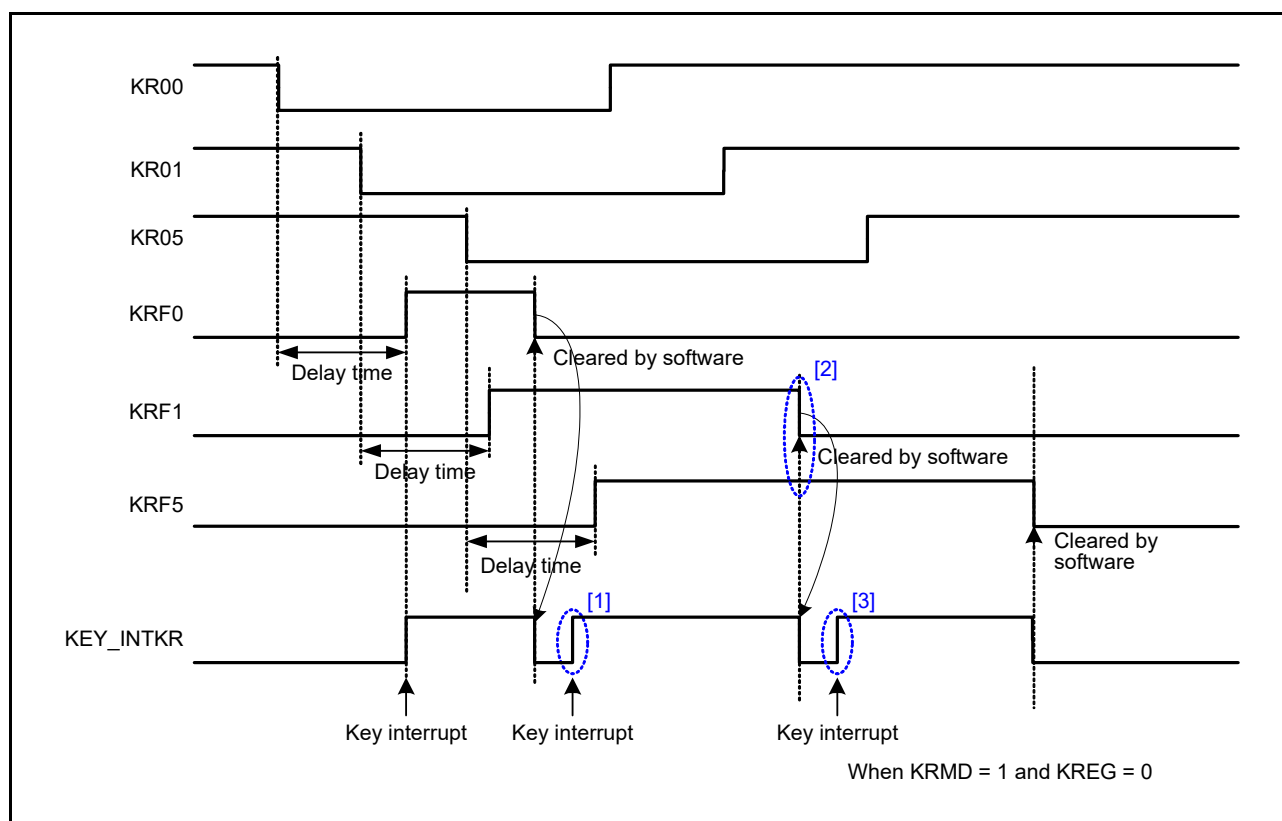 KR00
KR01
KR05
KRF0
Cleared by software
Delay time
[2]
KRF1
Cleared by software
Delay time
KRF5
Cleared by
software
Delay time
[1]
[3]
KEY_INTKR
Key interrupt
Key interrupt
Key interrupt
When KRMD = 1 and KREG = 0